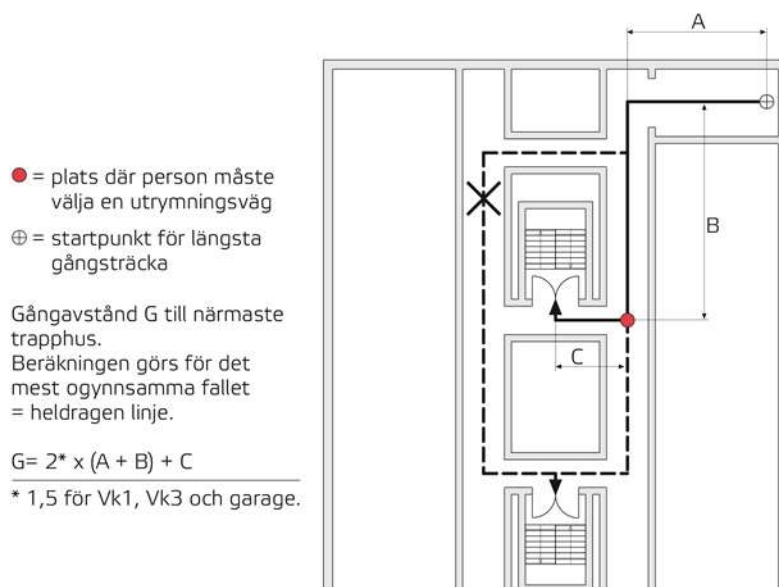 A
= plats där person måste
välja en utrymningsväg
= startpunkt för längsta
gångsträcka
B
Gångavstånd G till närmaste
trapphus.
Beräkningen görs för det
mest ogynnsamma fallet
= heldragen linje.
C
G= 2* x (A + B) + C
* 1,5 för Vk1, Vk3 och garage.